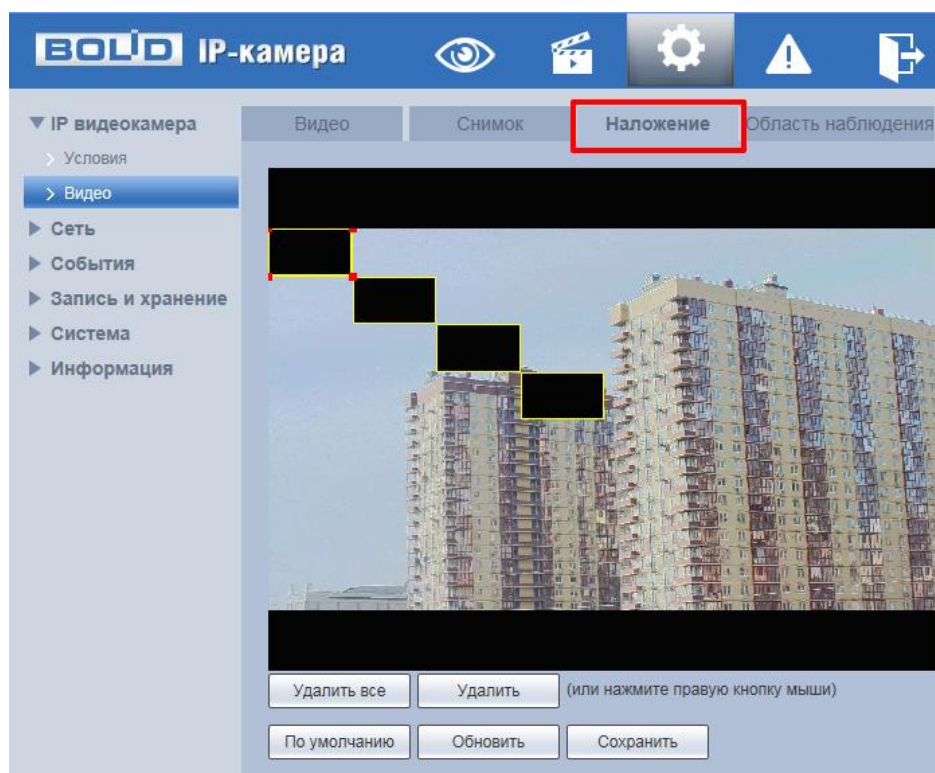 BOLID IP-камера
IP видеокамера
Условия
Видео
Сеть
События
Запись и хранение
Система
Информация
Видео Снимок Наложение Область наблюдения
Удалить все Удалить (или нажмите правую кнопку мыши)
По умолчанию Обновить Сохранить